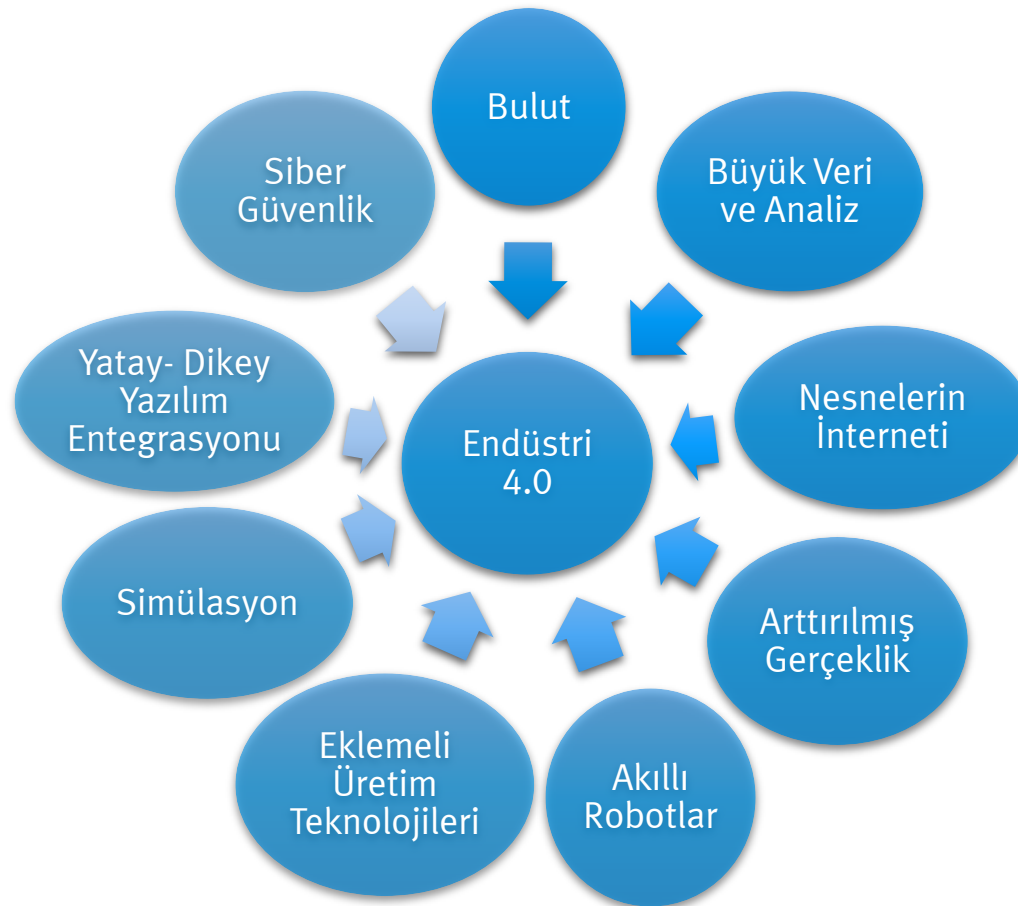 Bulut
Büyük Veri
ve Analiz
Nesnelerin
İnterneti
Arttırılmış
Gerçeklik
Akıllı
Robotlar
Eklemeli
Üretim
Teknolojileri
Simülasyon
Yatay- Dikey
Yazılım
Entegrasyonu
Siber
Güvenlik
Endüstri
4.0